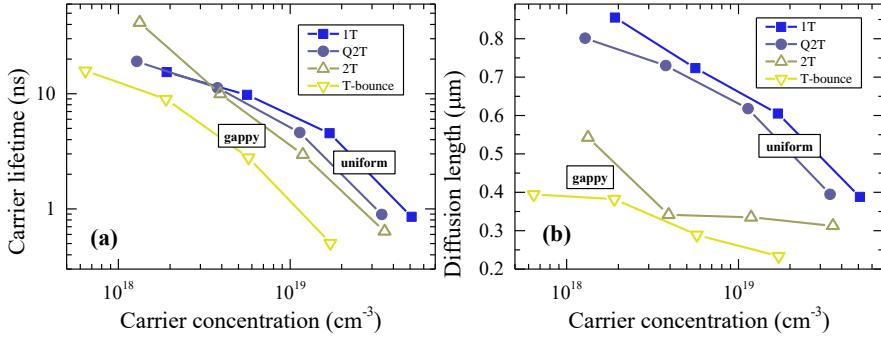 1T
Q2T
2T
T-bounce
gappy
uniform
(a)
Carrier lifetime (ns)
10
1
10¹⁸
10¹⁹
Carrier concentration (cm⁻³)
1T
Q2T
2T
T-bounce
gappy
uniform
(b)
Diffusion length (μm)
0.8
0.7
0.6
0.5
0.4
0.3
0.2
10¹⁸
10¹⁹
Carrier concentration (cm⁻³)